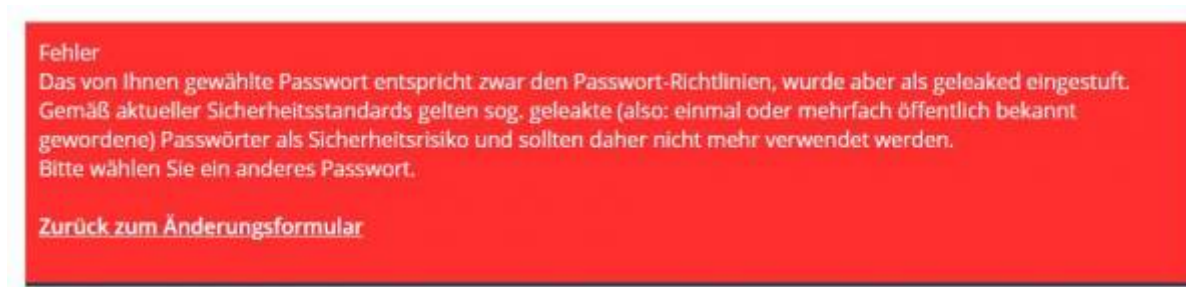 Fehler
Das von Ihnen gewählte Passwort entspricht zwar den Passwort-Richtlinien, wurde aber als geleaked eingestuft.
Gemäß aktueller Sicherheitsstandards gelten sog. geleakte (also: einmal oder mehrfach öffentlich bekannt
gewordene) Passwörter als Sicherheitsrisiko und sollten daher nicht mehr verwendet werden.
Bitte wählen Sie ein anderes Passwort.
Zurück zum Änderungsformular